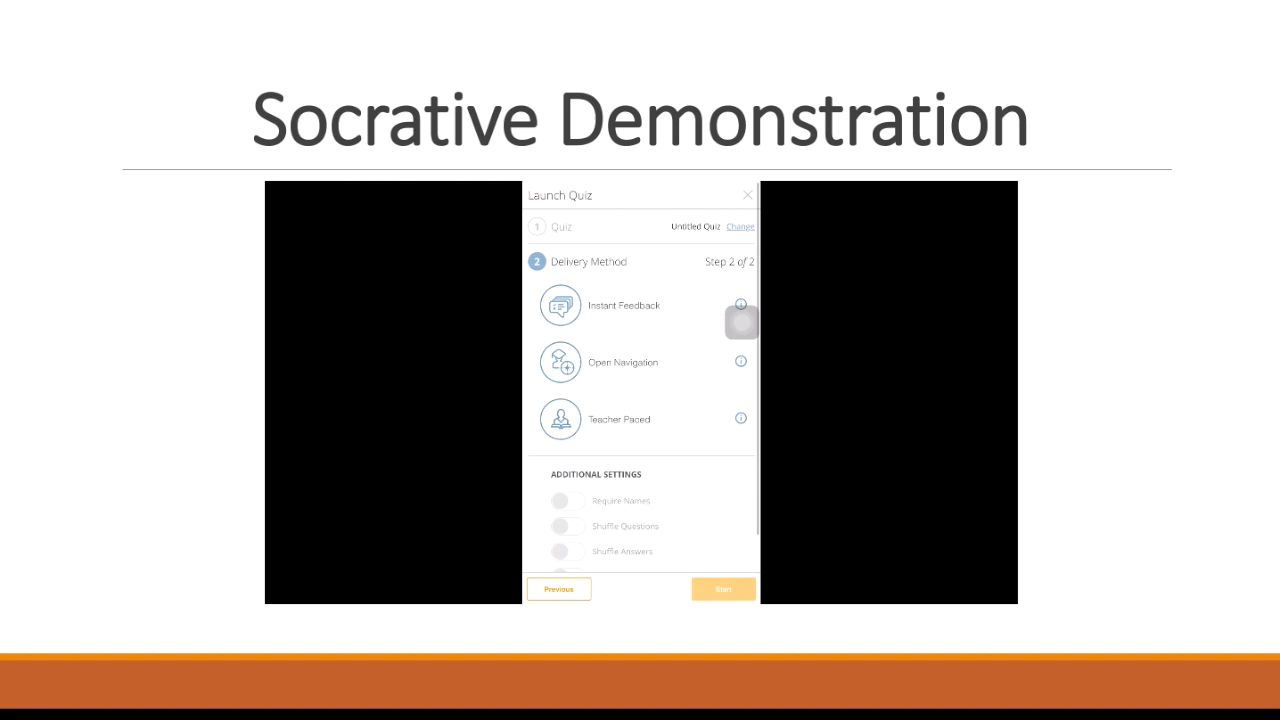 Socrative Demonstration
Launch Quiz
1 Quiz Untitled Quiz Change
2 Delivery Method Step 2 of 2
Instant Feedback
Open Navigation
Teacher Paced
ADDITIONAL SETTINGS
Require Names
Shuffle Questions
Shuffle Answers
Previous Start